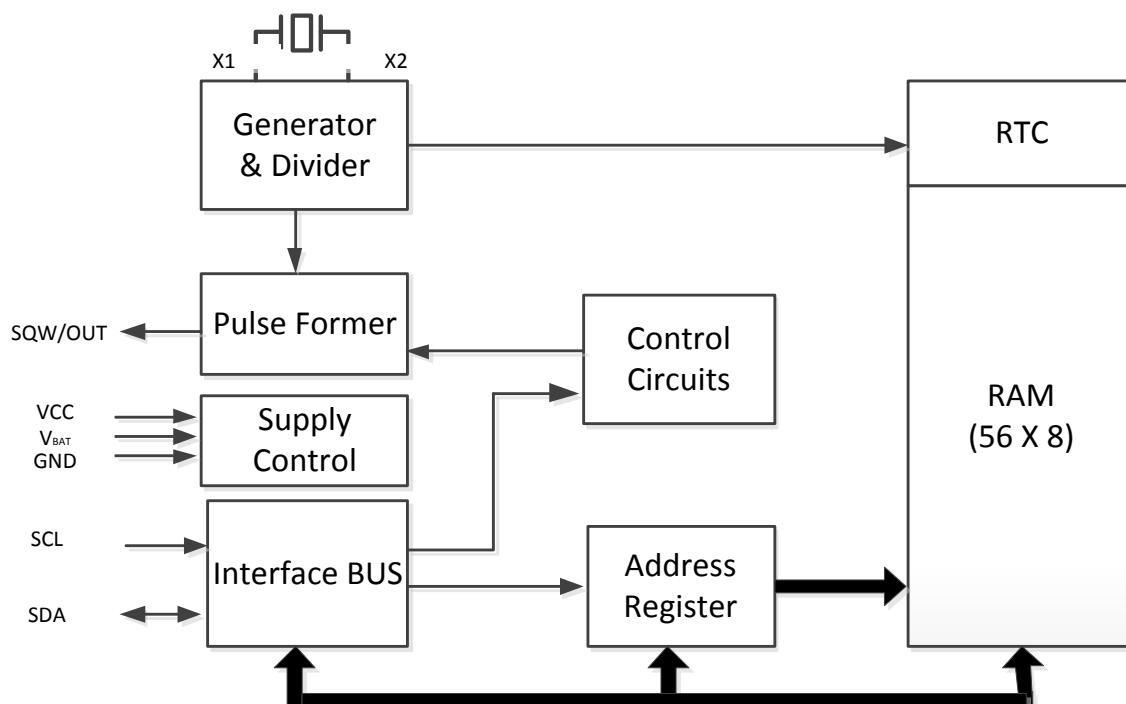 X1
X2
Generator
& Divider
RTC
SQW/OUT
Pulse Former
Control
Circuits
VCC
VBAT
GND
Supply
Control
RAM
(56 X 8)
SCL
SDA
Interface BUS
Address
Register